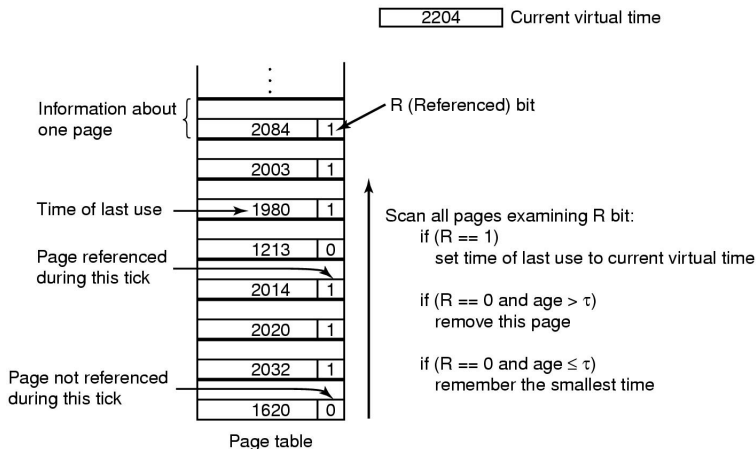 2204 Current virtual time
Information about
one page
R (Referenced) bit
2084 1
2003 1
Time of last use
1980 1
1213 0
Page referenced
during this tick
2014 1
2020 1
2032 1
Page not referenced
during this tick
1620 0
Page table
Scan all pages examining R bit:
if (R == 1)
set time of last use to current virtual time
if (R == 0 and age > τ)
remove this page
if (R == 0 and age ≤ τ)
remember the smallest time